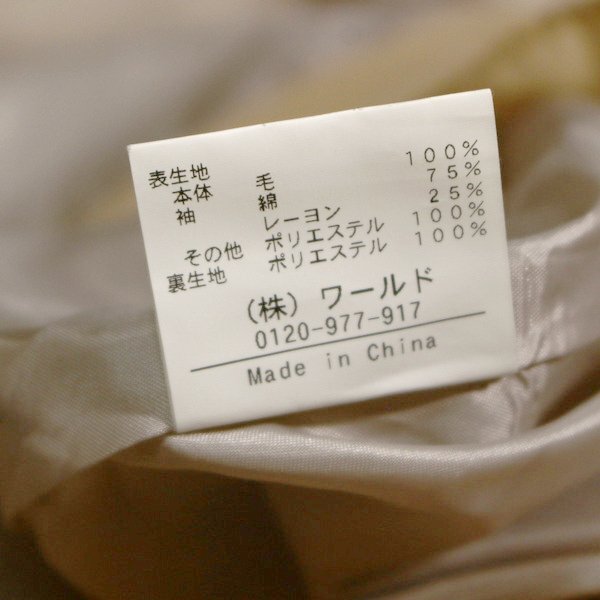 表生地
本体 毛 100%
袖 綿 75%
レーヨン 25%
その他 ポリエステル 100%
裏生地 ポリエステル 100%
(株) ワールド
0120-977-917
Made in China